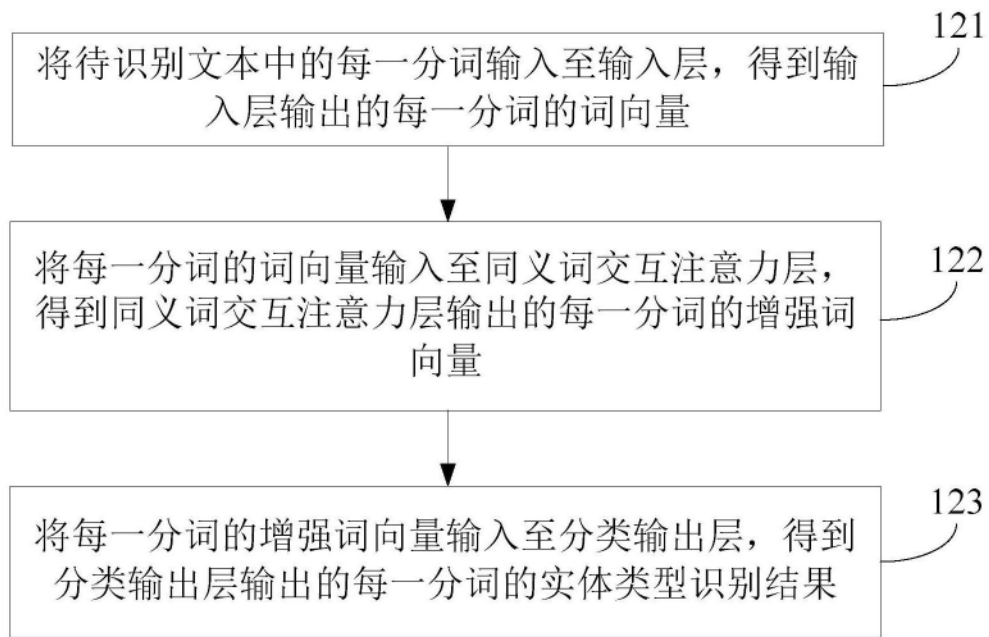 121
将待识别文本中的每一分词输入至输入层，得到输
入层输出的每一分词的词向量
122
将每一分词的词向量输入至同义词交互注意力层，
得到同义词交互注意力层输出的每一分词的增强词
向量
123
将每一分词的增强词向量输入至分类输出层，得到
分类输出层输出的每一分词的实体类型识别结果